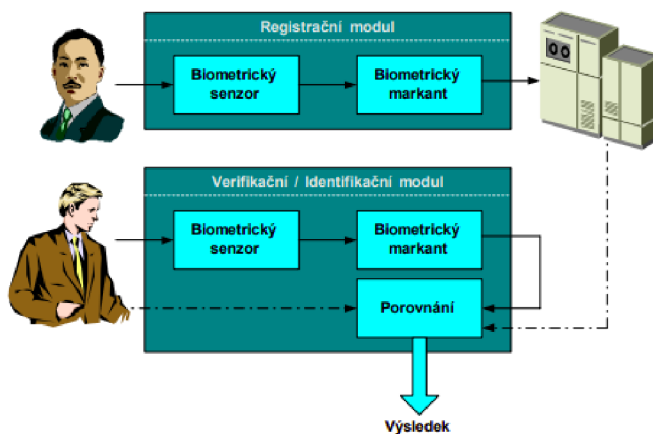 Registrační modul
Biometrický
senzor
Biometrický
markant
Verifikační / Identifikační modul
Biometrický
senzor
Biometrický
markant
Porovnání
Výsledek